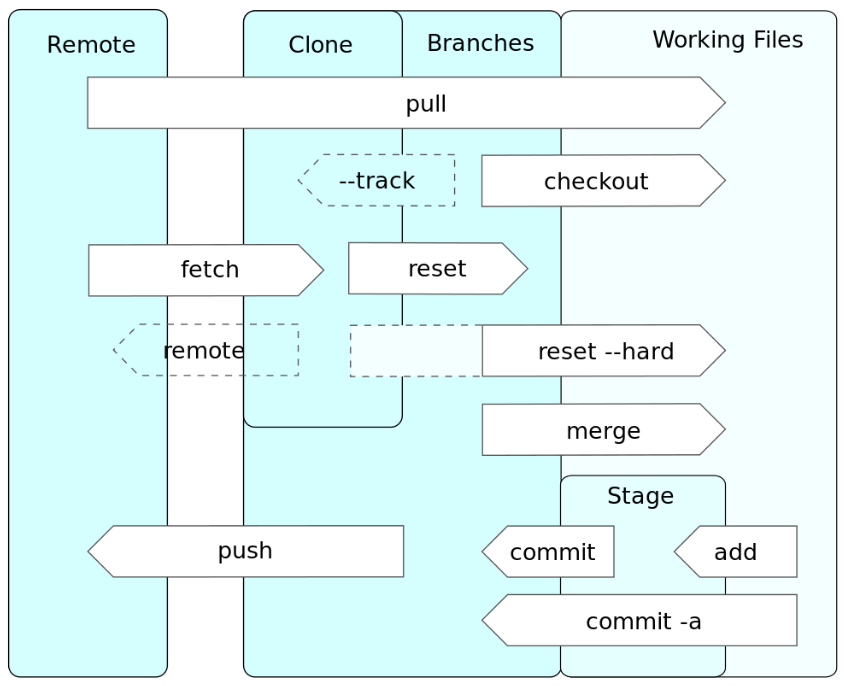 Remote
Clone
Branches
Working Files
pull
--track
checkout
fetch
reset
remote
reset --hard
merge
Stage
push
commit
add
commit -a